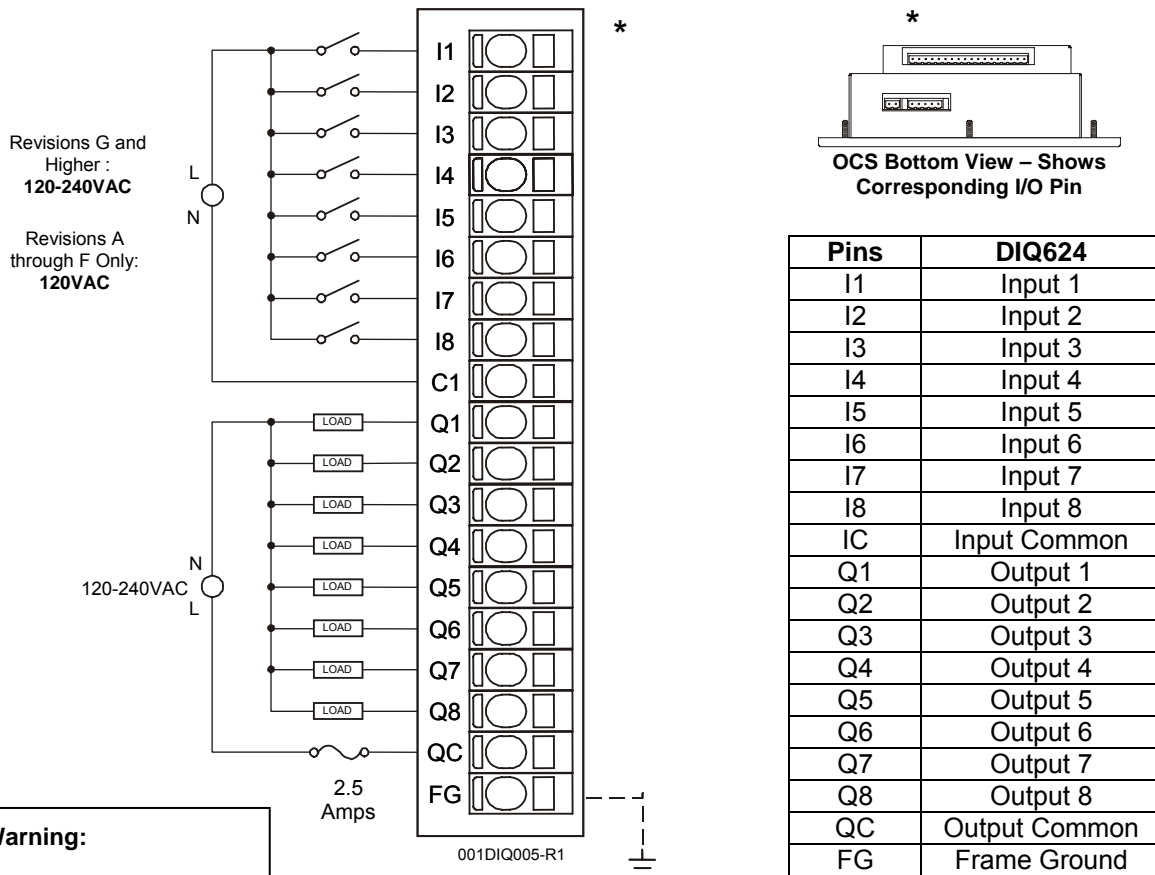 Revisions G and
Higher :
120-240VAC
Revisions A
through F Only:
120VAC
L
N
I1
I2
I3
I4
I5
I6
I7
I8
C1
Q1
Q2
Q3
Q4
Q5
Q6
Q7
Q8
QC
FG
LOAD
LOAD
LOAD
LOAD
LOAD
LOAD
LOAD
LOAD
N
120-240VAC
L
2.5
Amps
001DIQ005-R1
*
*
OCS Bottom View – Shows
Corresponding I/O Pin
Pins DIQ624
I1 Input 1
I2 Input 2
I3 Input 3
I4 Input 4
I5 Input 5
I6 Input 6
I7 Input 7
I8 Input 8
IC Input Common
Q1 Output 1
Q2 Output 2
Q3 Output 3
Q4 Output 4
Q5 Output 5
Q6 Output 6
Q7 Output 7
Q8 Output 8
QC Output Common
FG Frame Ground